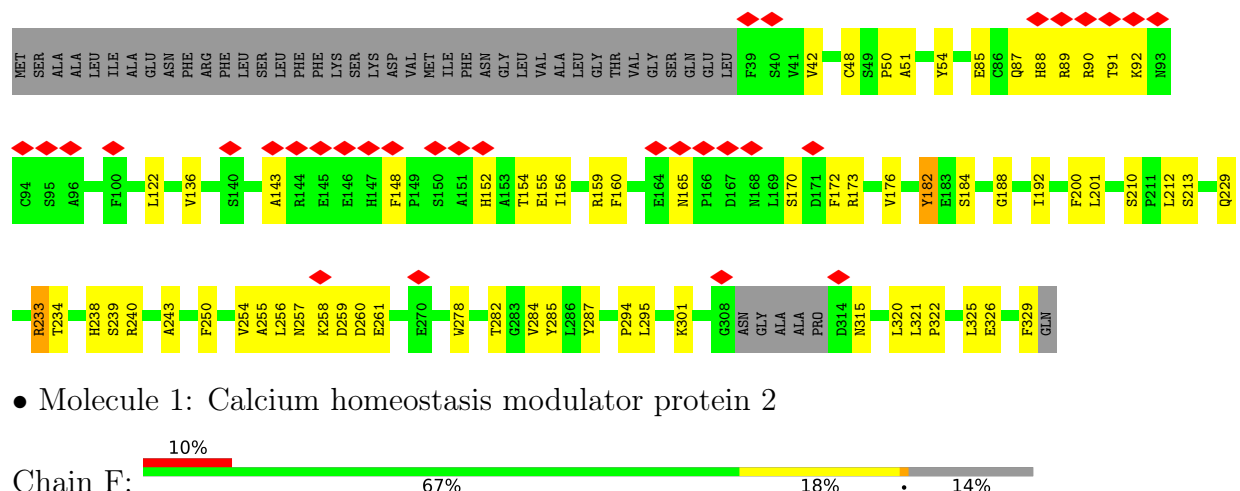 MET SER ALA ALA LEU ILE ALA GLU ASN PHE ARG PHE LEU SER LEU PHE PHE LYS SER LYS ASP VAL MET ILE PHE ASN GLY LEU VAL ALA LEU GLY THR VAL GLY SER GLN GLU LEU F39 S40 V41 V42 C48 S49 P50 A51 Y54 E85 C86 Q87 H88 R89 R90 T91 K92 N93
C94 S95 A96 F100 L122 V136 S140 A143 R144 E145 E146 H147 F148 P149 S150 A151 H152 A153 T154 E155 I156 R159 F160 E164 N165 P166 D167 N168 L169 S170 D171 F172 R173 V176 Y182 E183 S184 G188 I192 F200 L201 S210 P211 L212 S213 Q229
R233 T234 H238 S239 R240 A243 F250 V254 A255 L256 N257 K258 D259 D260 E261 E270 W278 T282 G283 V284 Y285 L286 Y287 P294 L295 K301 G308 ASN GLY ALA ALA PRO D314 N315 L320 L321 P322 L325 E326 F329 GLN
• Molecule 1: Calcium homeostasis modulator protein 2
10%
Chain F:
67% 18% • 14%